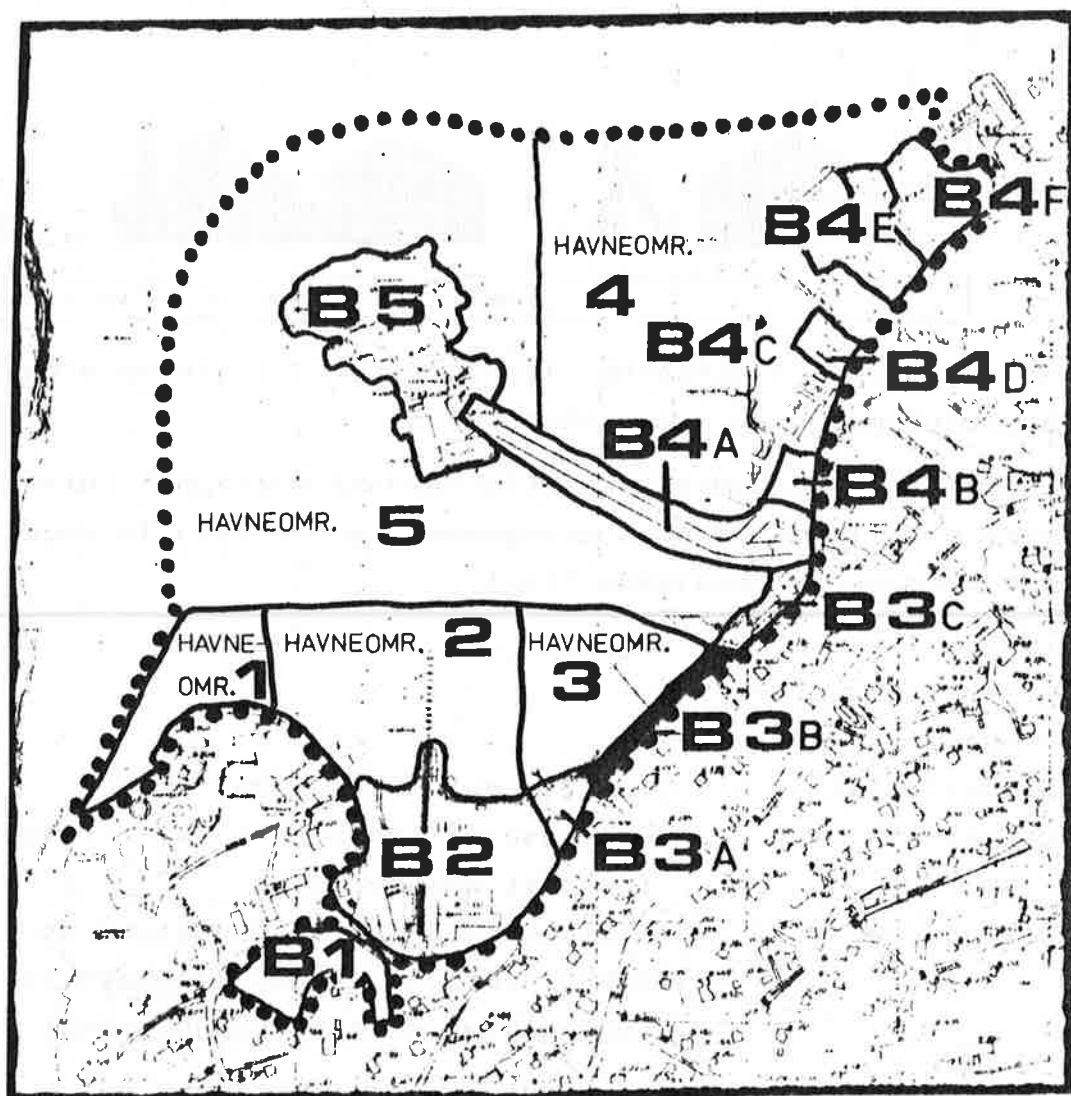 B4F
B4E
HAVNEOMR.
4
B5
B4C
B4D
B4A
B4B
HAVNEOMR. 5
B3C
HAVNE-
OMR. 1
HAVNEOMR. 2
HAVNEOMR.
3
B3B
B2
B3A
B1